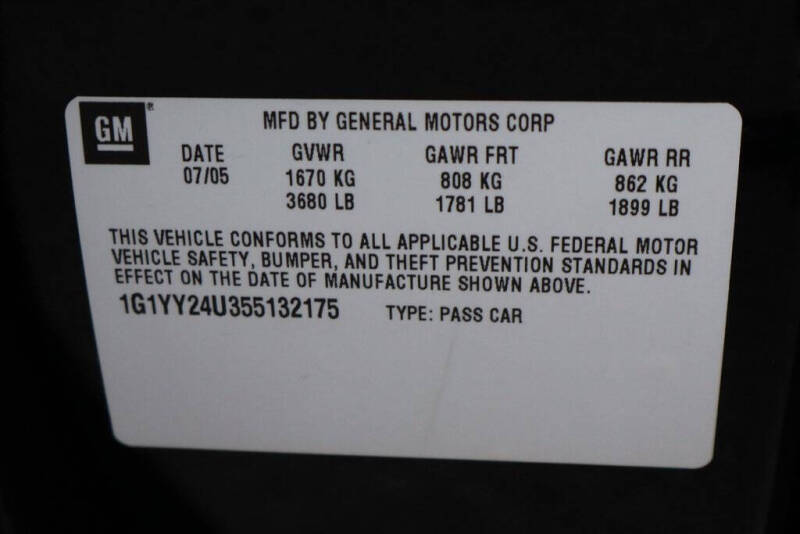 GM®
MFD BY GENERAL MOTORS CORP
DATE GVWR GAWR FRT GAWR RR
07/05 1670 KG 808 KG 862 KG
3680 LB 1781 LB 1899 LB
THIS VEHICLE CONFORMS TO ALL APPLICABLE U.S. FEDERAL MOTOR
VEHICLE SAFETY, BUMPER, AND THEFT PREVENTION STANDARDS IN
EFFECT ON THE DATE OF MANUFACTURE SHOWN ABOVE.
1G1YY24U355132175 TYPE: PASS CAR